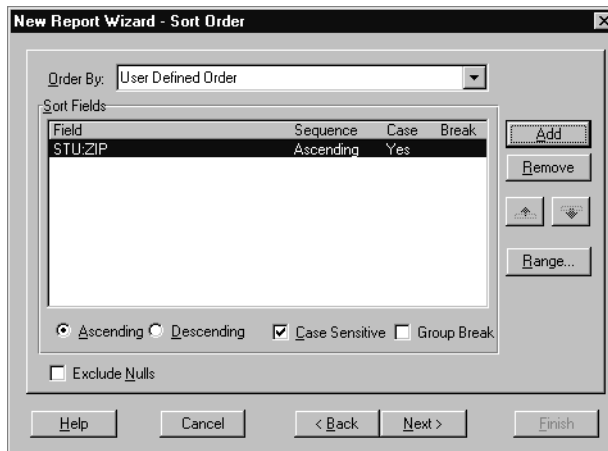 New Report Wizard - Sort Order
Order By: User Defined Order
Sort Fields
Field Sequence Case Break
STU:ZIP Ascending Yes
Add
Remove
Range...
Ascending Descending Case Sensitive Group Break
Exclude Nulls
Help Cancel < Back Next > Finish